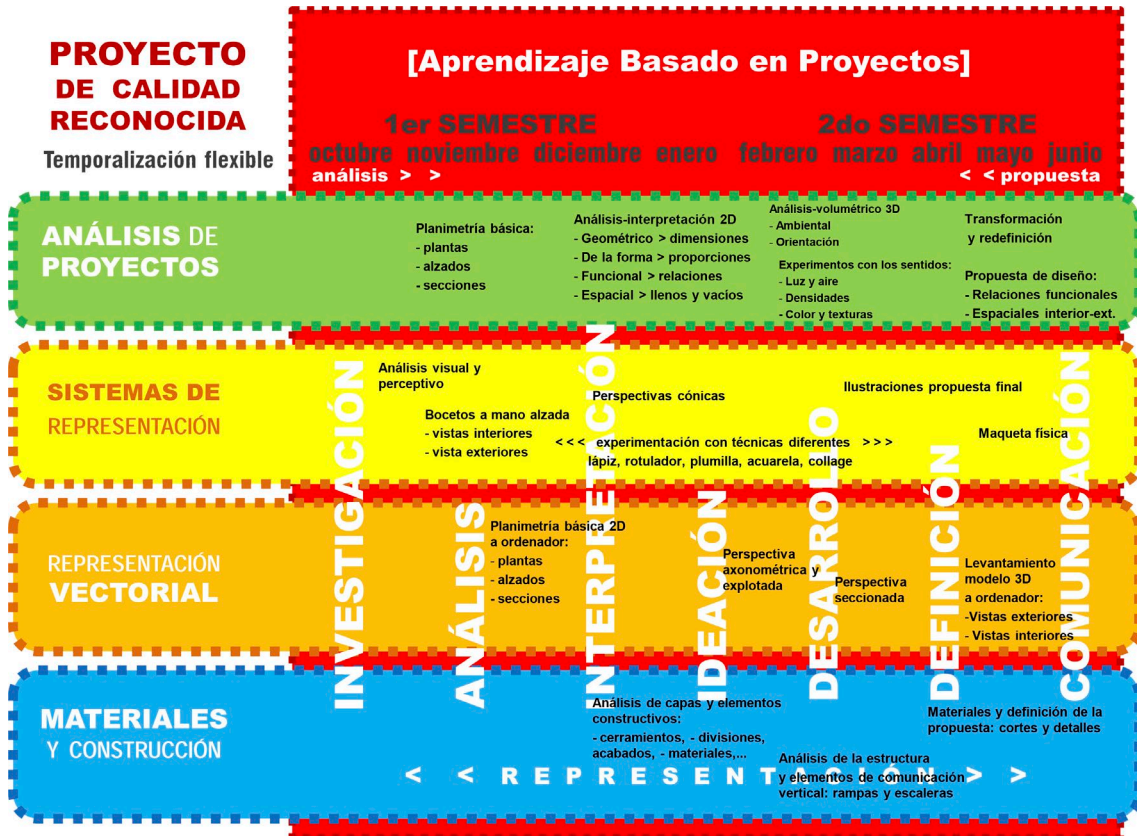 PROYECTO
DE CALIDAD
RECONOCIDA
Temporalización flexible
[Aprendizaje Basado en Proyectos]
1er SEMESTRE
2do SEMESTRE
octubre noviembre diciembre enero febrero marzo abril mayo junio
análisis > >
< < propuesta
ANÁLISIS DE
PROYECTOS
Planimetría básica:
- plantas
- alzados
- secciones
Análisis-interpretación 2D
- Geométrico > dimensiones
- De la forma > proporciones
- Funcional > relaciones
- Espacial > llenos y vacíos
Análisis-volumétrico 3D
- Ambiental
- Orientación
Experimentos con los sentidos:
- Luz y aire
- Densidades
- Color y texturas
Transformación
y redefinición
Propuesta de diseño:
- Relaciones funcionales
- Espaciales interior-ext.
SISTEMAS DE
REPRESENTACIÓN
Análisis visual y
perceptivo
Bocetos a mano alzada
- vistas interiores
- vista exteriores
Perspectivas cónicas
<<< experimentación con técnicas diferentes >>>
lápiz, rotulador, plumilla, acuarela, collage
Ilustraciones propuesta final
Maqueta física
REPRESENTACIÓN
VECTORIAL
Planimetría básica 2D
a ordenador:
- plantas
- alzados
- secciones
Perspectiva
axonométrica y
explotada
Perspectiva
seccionada
Levantamiento
modelo 3D
a ordenador:
-Vistas exteriores
- Vistas interiores
MATERIALES
Y CONSTRUCCIÓN
Análisis de capas y elementos
constructivos:
- cerramientos, - divisiones,
acabados, - materiales,...
Análisis de la estructura
y elementos de comunicación
vertical: rampas y escaleras
Materiales y definición de la
propuesta: cortes y detalles
< < REPRESENTACIÓN > >
INVESTIGACIÓN
ANÁLISIS
INTERPRETACIÓN
IDEACIÓN
DESARROLLO
DEFINICIÓN
COMUNICACIÓN